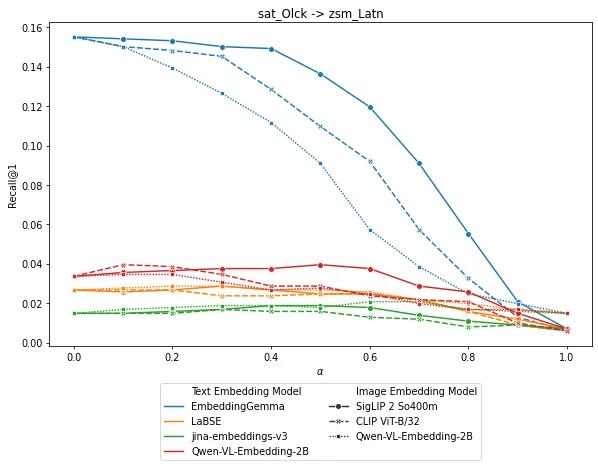 sat_Olck -> zsm_Latn
0.16
0.14
0.12
0.10
0.08
0.06
0.04
0.02
0.00
Recall@1
0.0 0.2 0.4 0.6 0.8 1.0
α
Text Embedding Model Image Embedding Model
EmbeddingGemma SigLIP 2 So400m
LaBSE CLIP ViT-B/32
jina-embeddings-v3 Qwen-VL-Embedding-2B
Qwen-VL-Embedding-2B